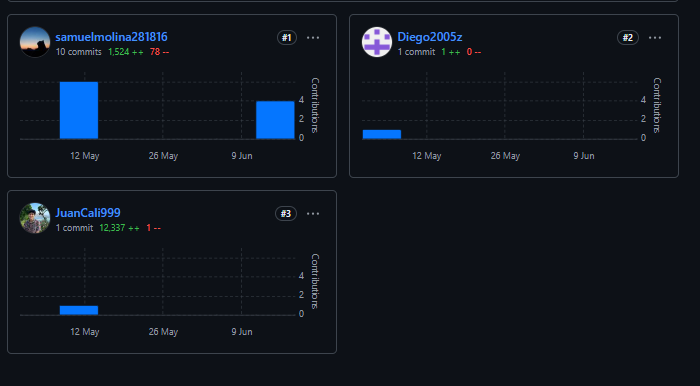 samuelmolina281816
#1
...
10 commits 1,524 ++ 78 --
Contributions
4
2
0
12 May 26 May 9 Jun
Diego2005z
#2
...
1 commit 1 ++ 0 --
Contributions
4
2
0
12 May 26 May 9 Jun
JuanCali999
#3
...
1 commit 12,337 ++ 1 --
Contributions
4
2
0
12 May 26 May 9 Jun